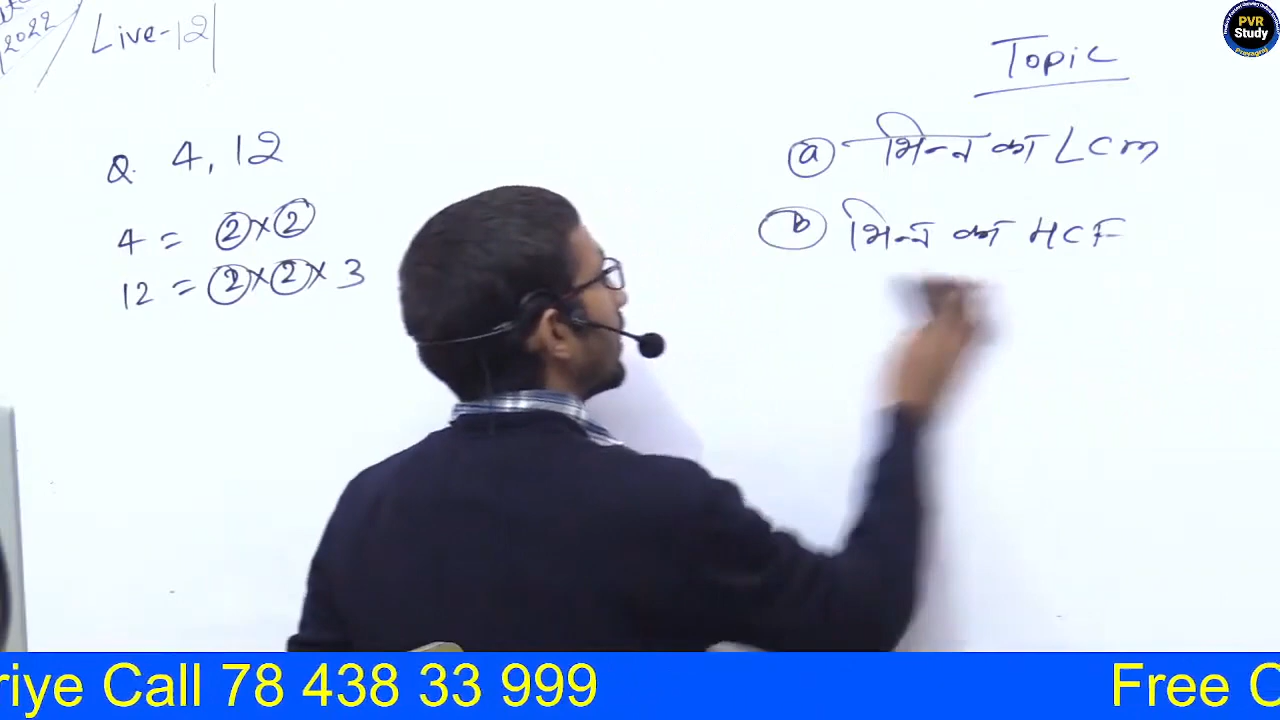 2022
Live-12
Topic
Q. 4, 12
4 = 2×2
12 = 2×2×3
a भिन्न का LCM
b भिन्न का HCF
PVR
Study
Prayagraj
riye Call 78 438 33 999
Free C